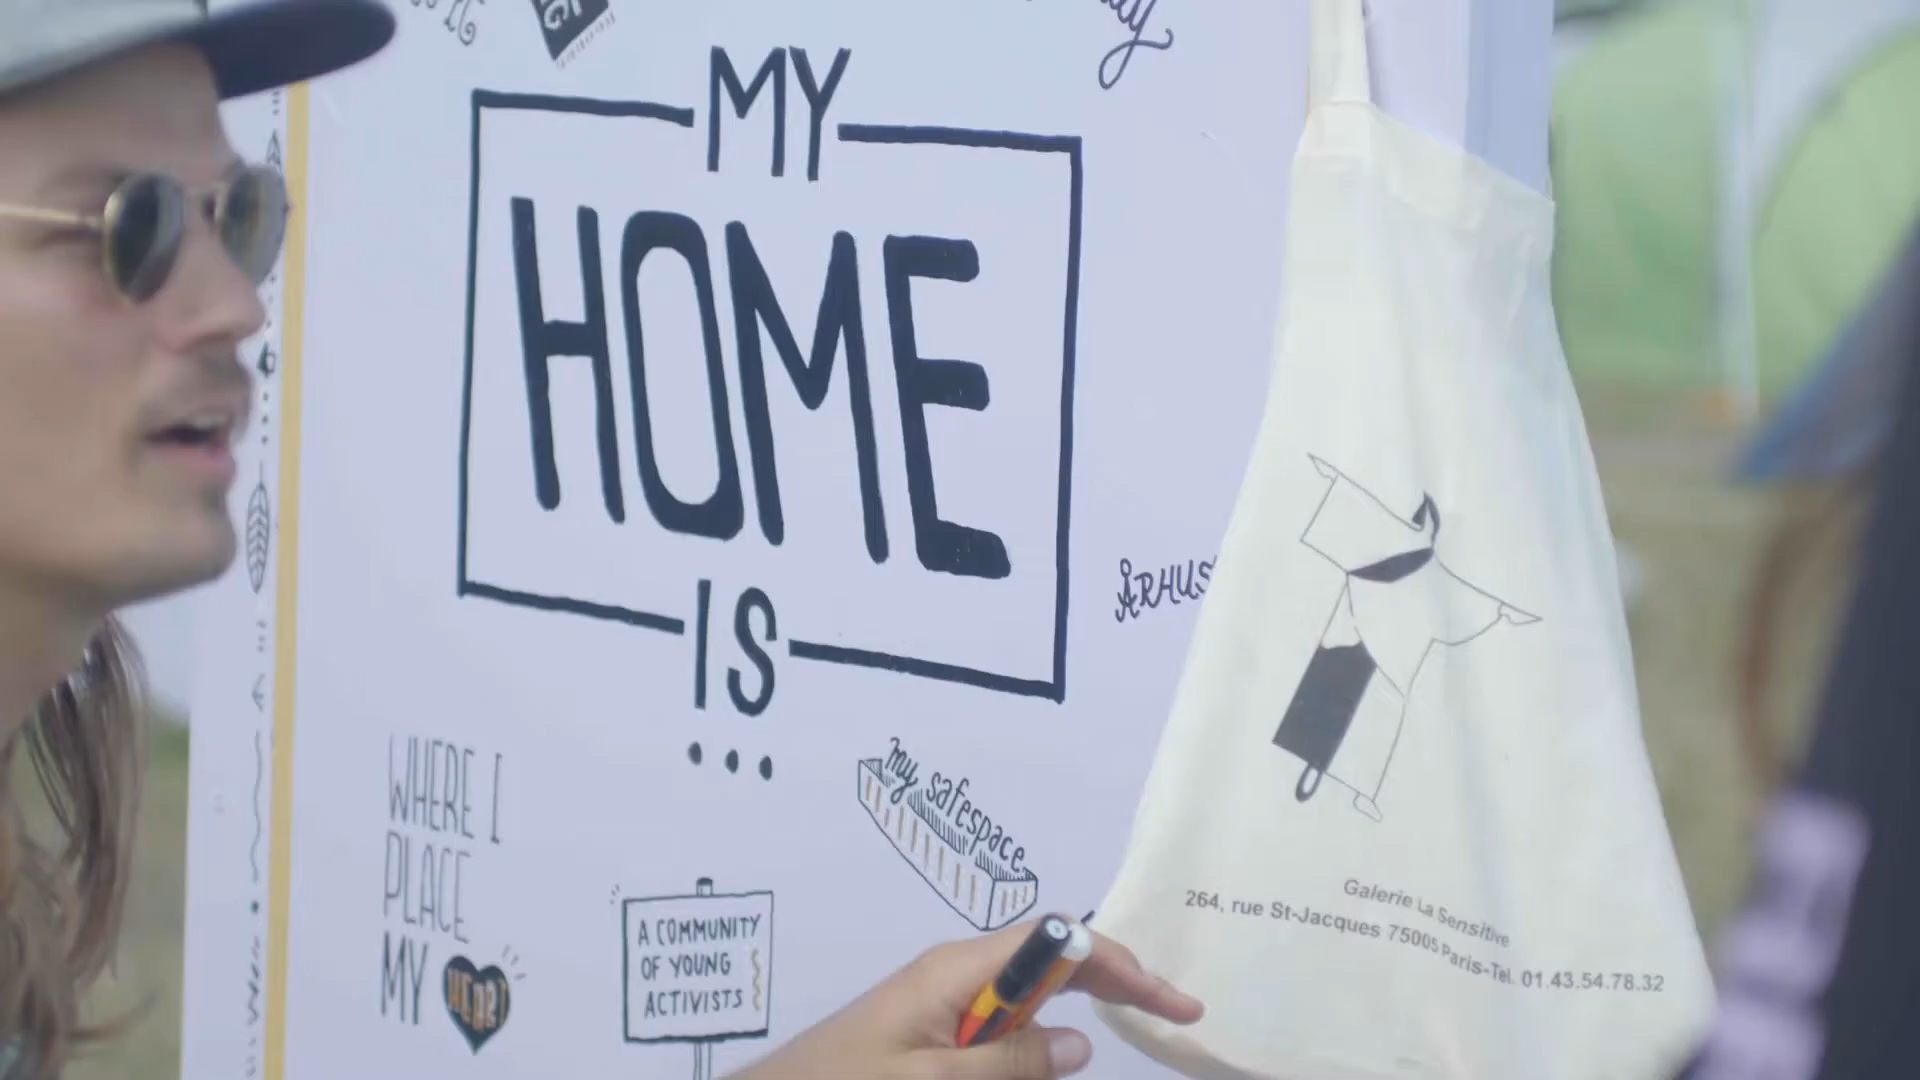 MY
HOME
IS
...
ÅRHUS
WHERE I
PLACE
MY HEART
my safespace
A COMMUNITY
OF YOUNG
ACTIVISTS
Galerie La Sensitive
264, rue St-Jacques 75005 Paris-Tel. 01.43.54.78.32